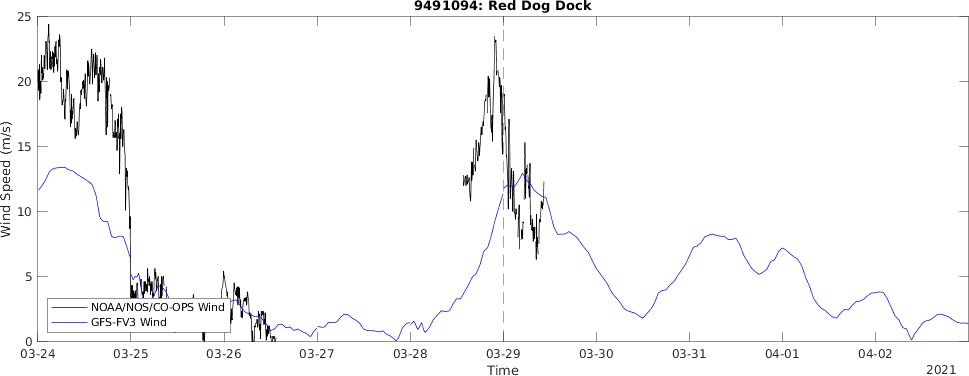 9491094: Red Dog Dock
25
20
15
10
5
0
Wind Speed (m/s)
NOAA/NOS/CO-OPS Wind
GFS-FV3 Wind
03-24 03-25 03-26 03-27 03-28 03-29 03-30 03-31 04-01 04-02
Time
2021